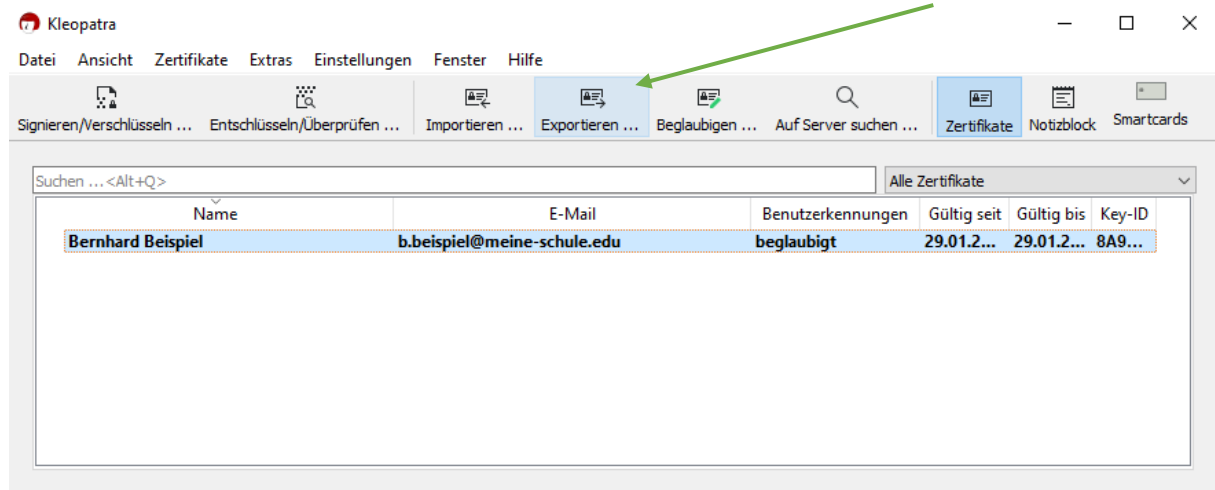 Kleopatra
Datei Ansicht Zertifikate Extras Einstellungen Fenster Hilfe
Signieren/Verschlüsseln ... Entschlüsseln/Überprüfen ... Importieren ... Exportieren ... Beglaubigen ... Auf Server suchen ... Zertifikate Notizblock Smartcards
Suchen ...<Alt+Q> Alle Zertifikate
Name E-Mail Benutzerkennungen Gültig seit Gültig bis Key-ID
Bernhard Beispiel b.beispiel@meine-schule.edu beglaubigt 29.01.2... 29.01.2... 8A9...